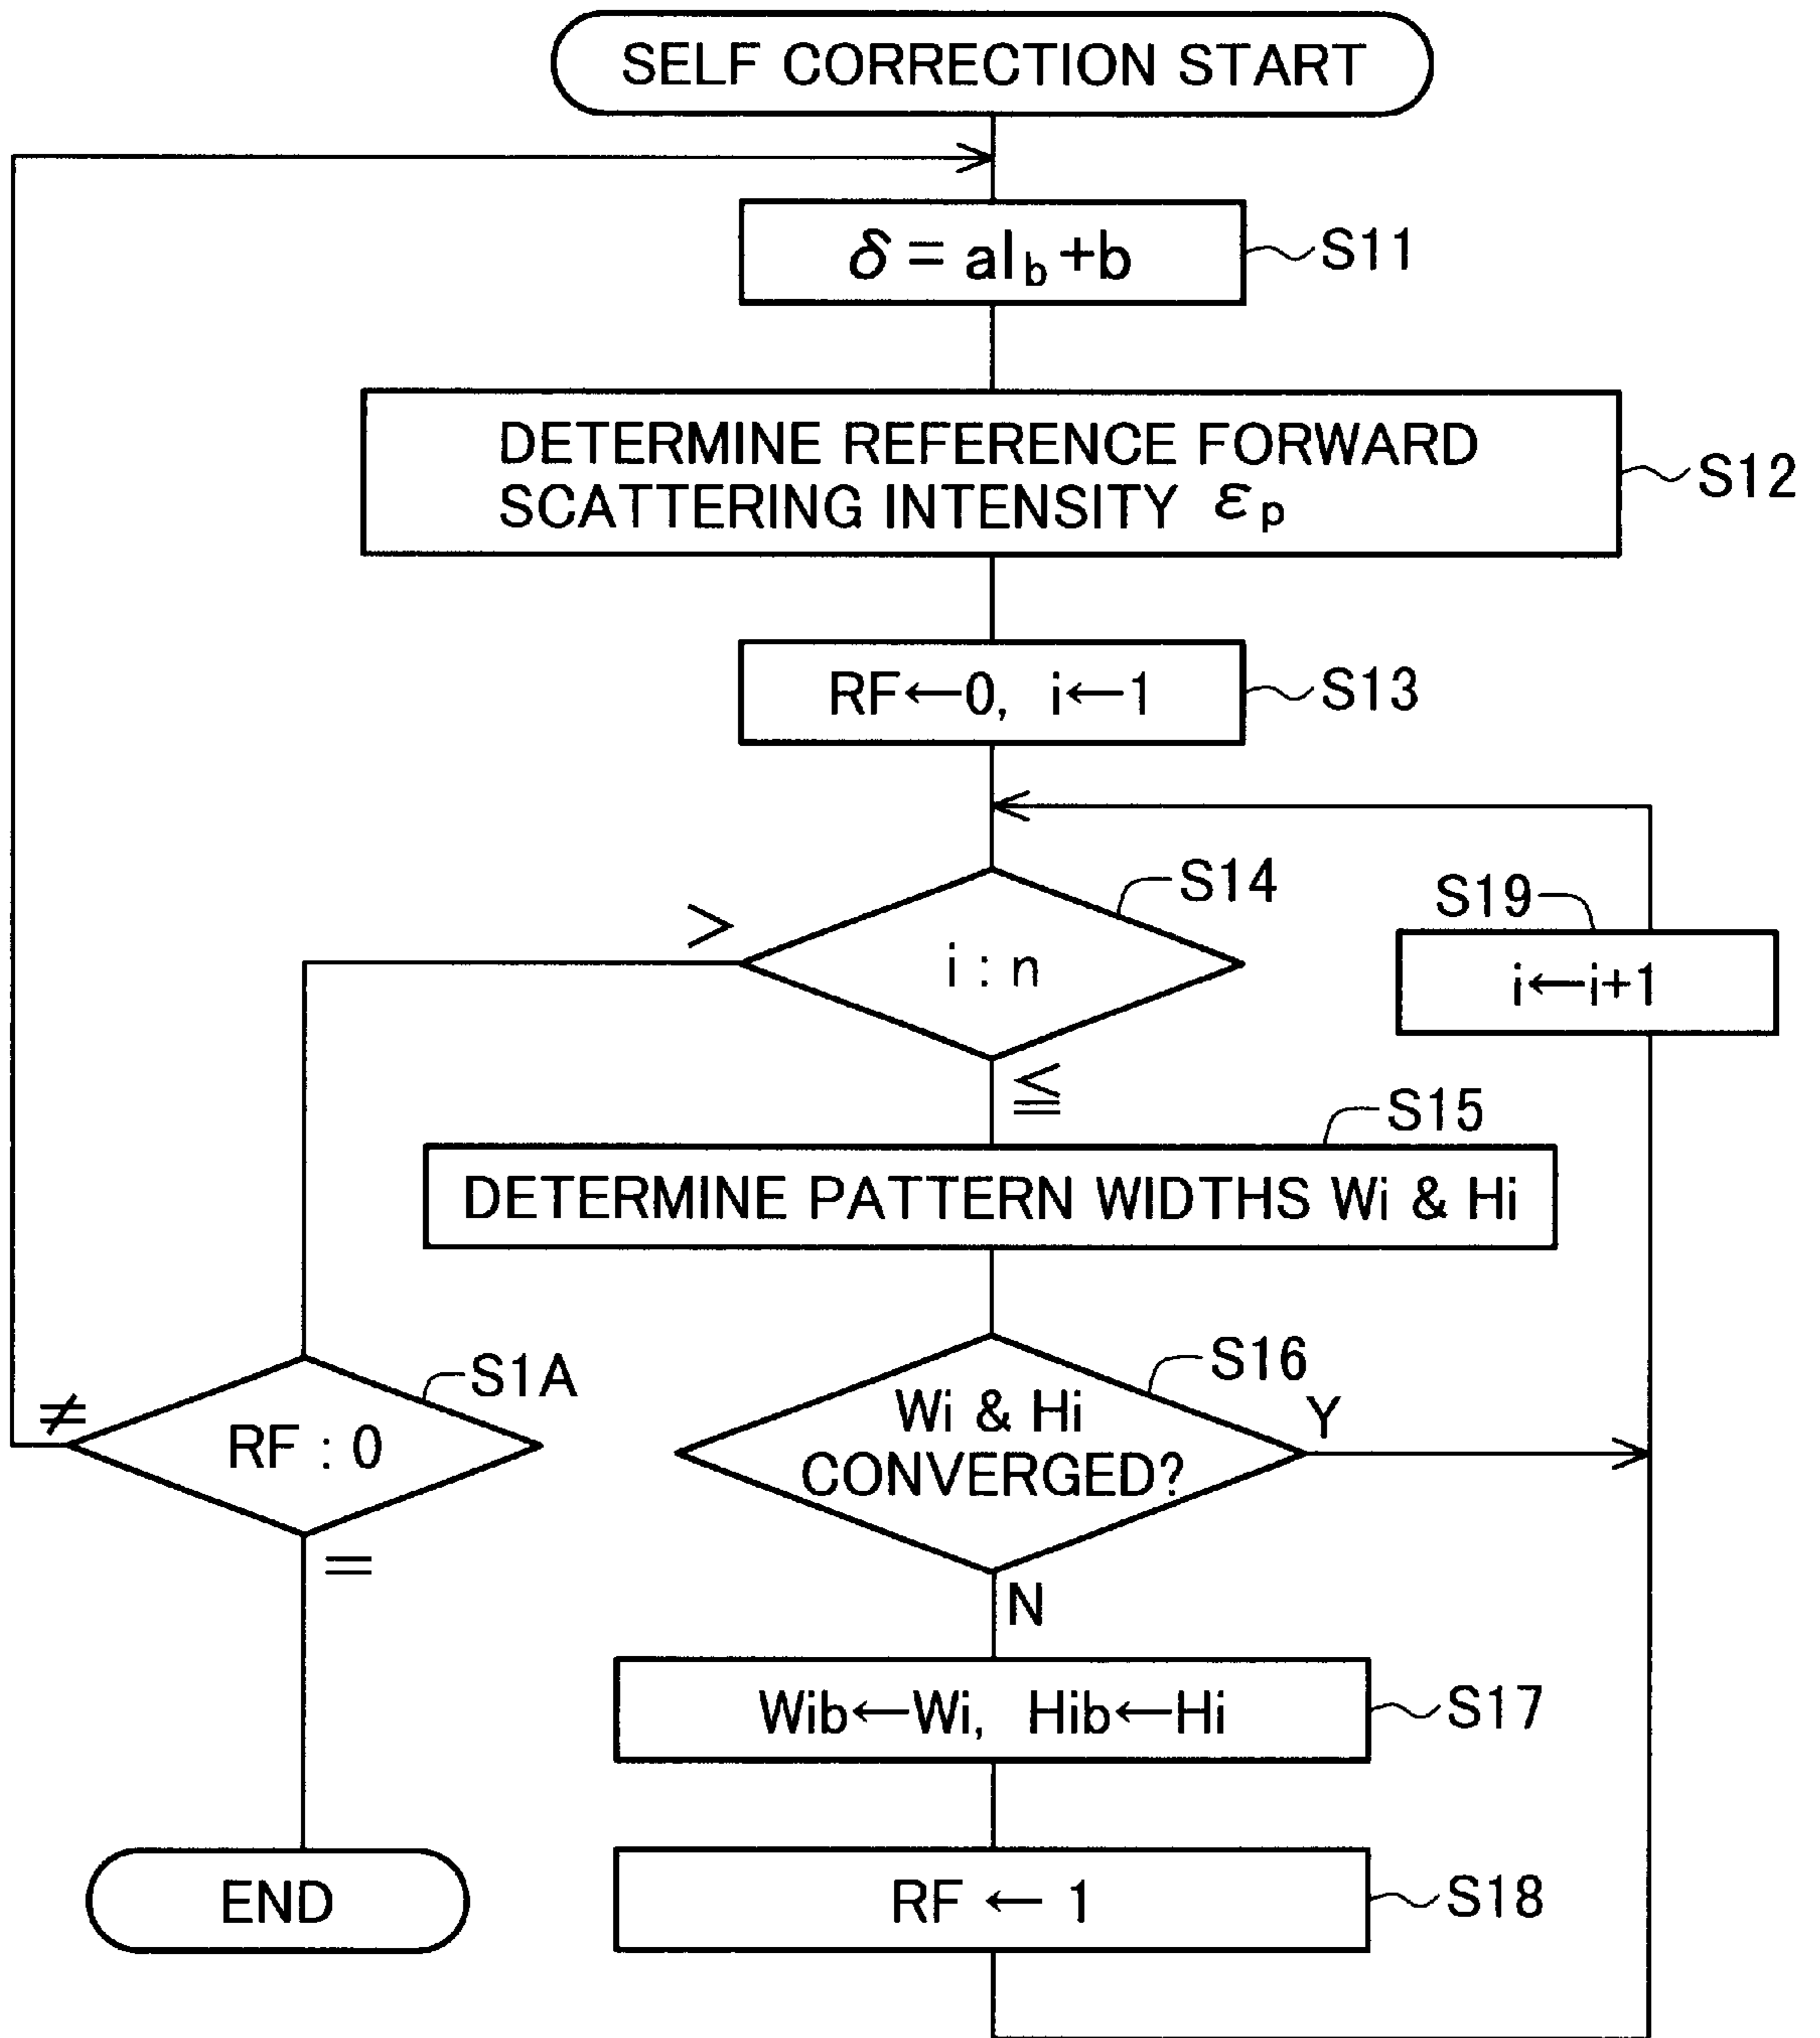 SELF CORRECTION START
δ = aI_b + b
S11
DETERMINE REFERENCE FORWARD
SCATTERING INTENSITY ε_p
S12
RF←0, i←1
S13
S14
>
i : n
≦
S19
i←i+1
S15
DETERMINE PATTERN WIDTHS Wi & Hi
S1A
≠
RF : 0
=
S16
Wi & Hi
CONVERGED?
Y
N
Wib←Wi, Hib←Hi
S17
END
RF ← 1
S18